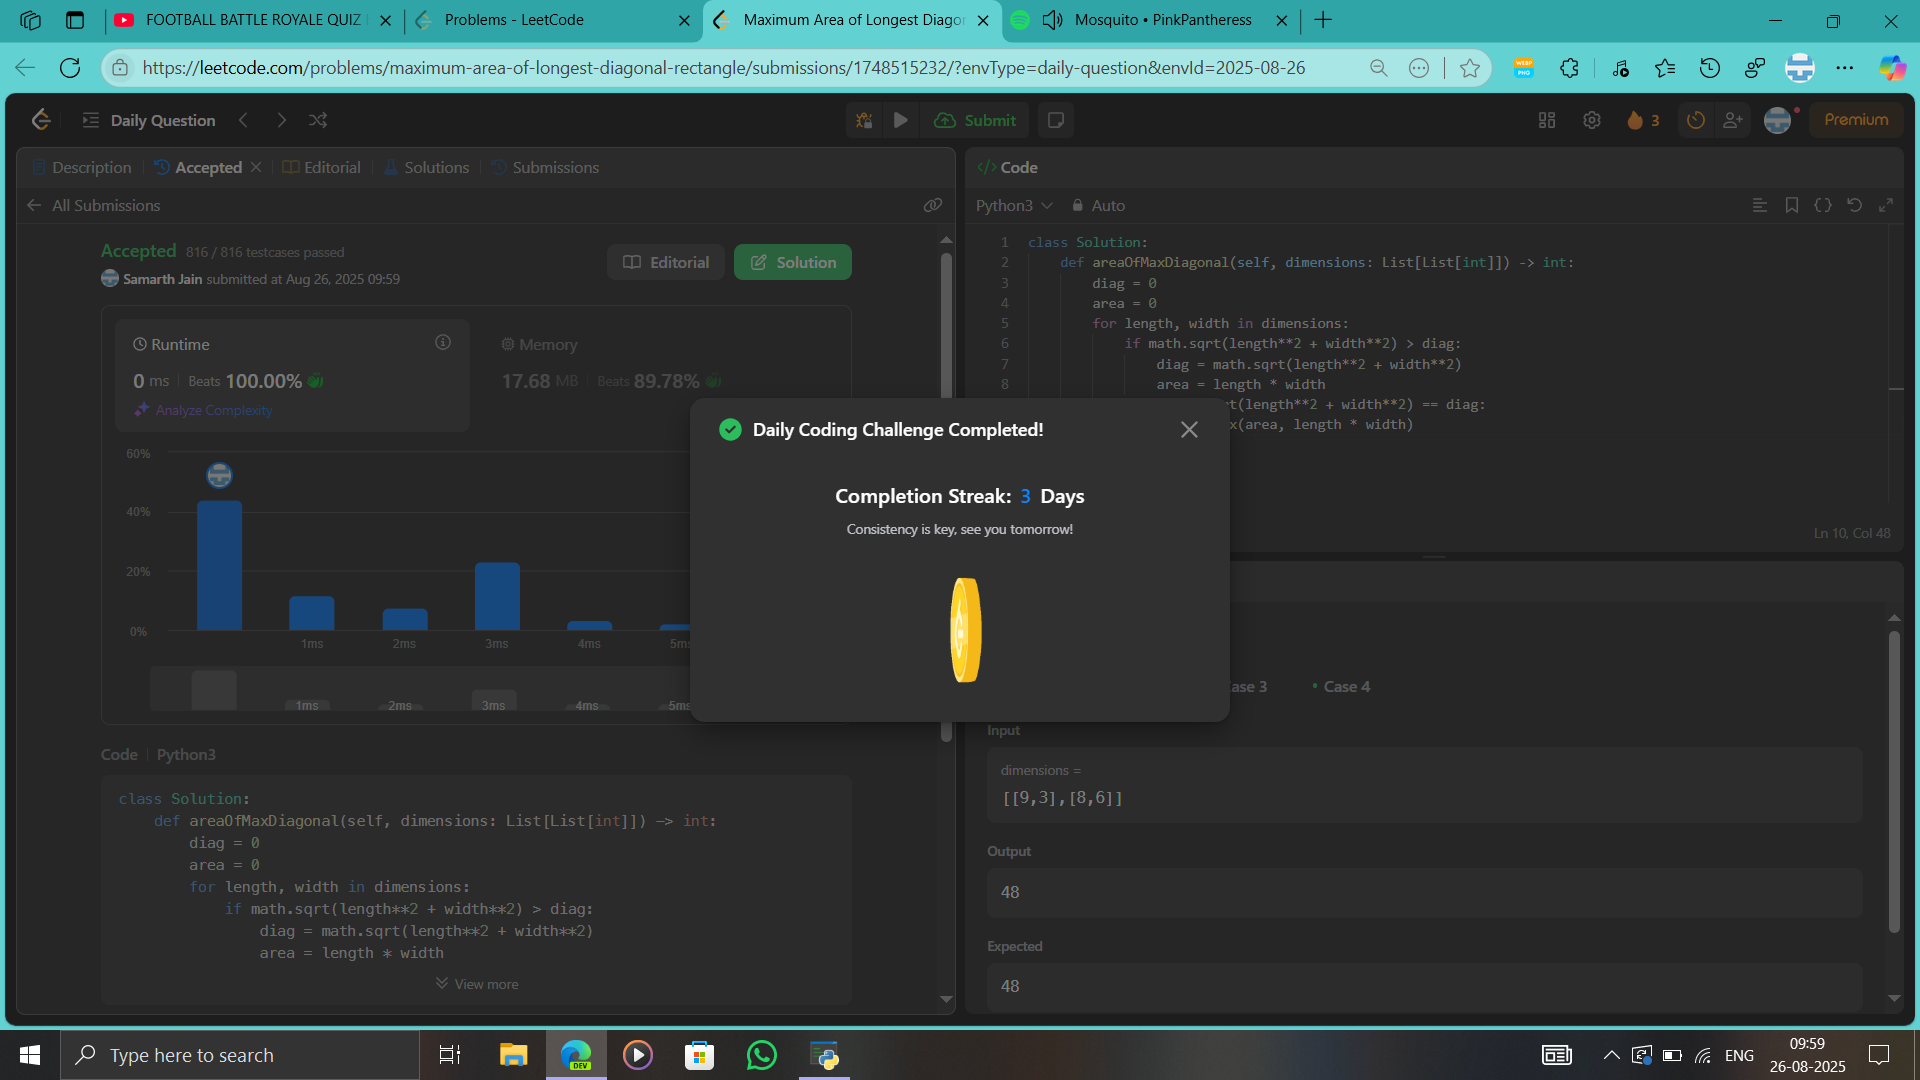 FOOTBALL BATTLE ROYALE QUIZ
Problems - LeetCode
Maximum Area of Longest Diagon
Mosquito • PinkPantheress
https://leetcode.com/problems/maximum-area-of-longest-diagonal-rectangle/submissions/1748515232/?envType=daily-question&envId=2025-08-26
WEBP
PNG
Daily Question
Submit
3
Premium
Description
Accepted
Editorial
Solutions
Submissions
All Submissions
Accepted 816 / 816 testcases passed
Samarth Jain submitted at Aug 26, 2025 09:59
Editorial
Solution
Runtime
0 ms Beats 100.00%
Analyze Complexity
Memory
17.68 MB Beats 89.78%
60%
40%
20%
0%
1ms 2ms 3ms 4ms 5ms
1ms 2ms 3ms 4ms 5ms
Code Python3
class Solution:
def areaOfMaxDiagonal(self, dimensions: List[List[int]]) -> int:
diag = 0
area = 0
for length, width in dimensions:
if math.sqrt(length**2 + width**2) > diag:
diag = math.sqrt(length**2 + width**2)
area = length * width
View more
</> Code
Python3 Auto
1 class Solution:
2 def areaOfMaxDiagonal(self, dimensions: List[List[int]]) -> int:
3 diag = 0
4 area = 0
5 for length, width in dimensions:
6 if math.sqrt(length**2 + width**2) > diag:
7 diag = math.sqrt(length**2 + width**2)
8 area = length * width
t(length**2 + width**2) == diag:
x(area, length * width)
Ln 10, Col 48
Daily Coding Challenge Completed!
Completion Streak: 3 Days
Consistency is key, see you tomorrow!
ase 3
Case 4
Input
dimensions =
[[9,3],[8,6]]
Output
48
Expected
48
Type here to search
DEV
ENG
09:59
26-08-2025